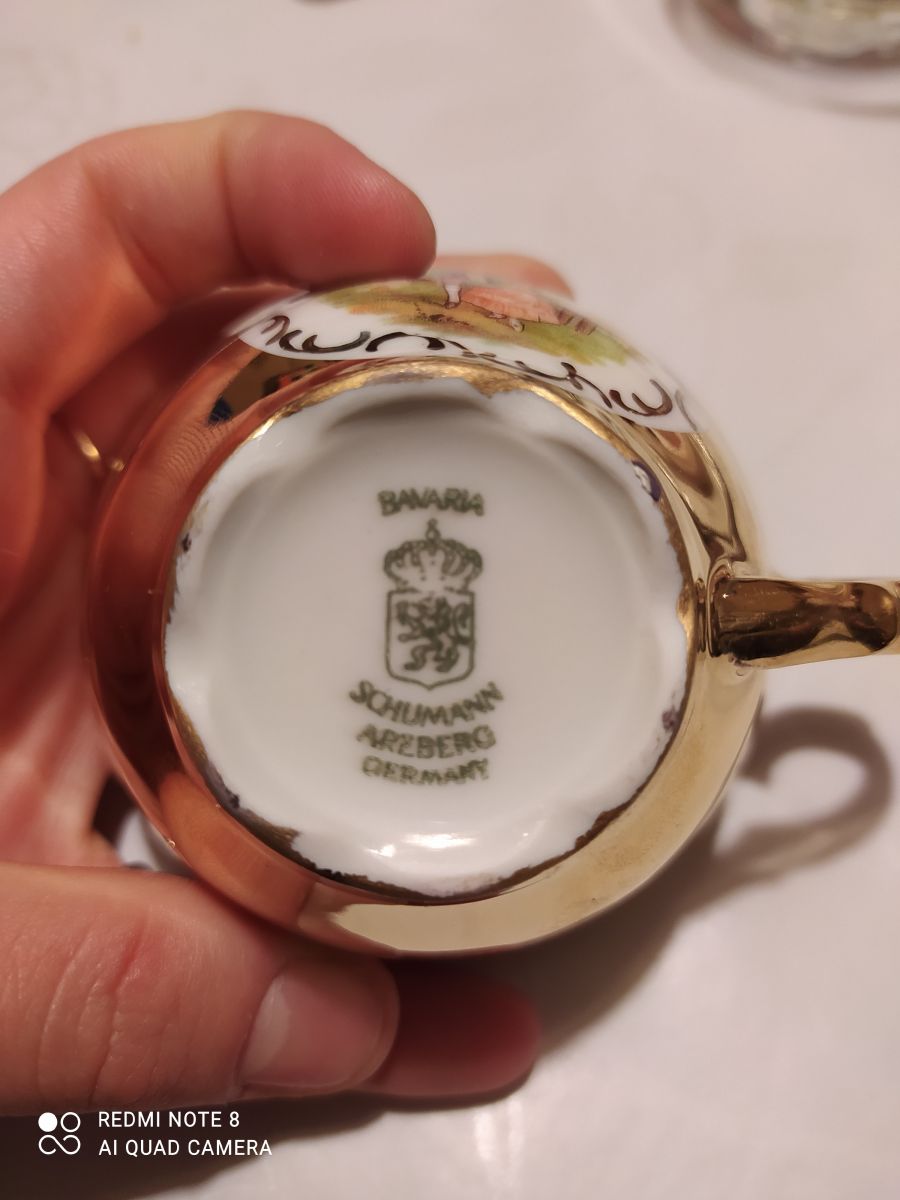 BAVARIA
SCHUMANN
ARZBERG
GERMANY
REDMI NOTE 8
AI QUAD CAMERA